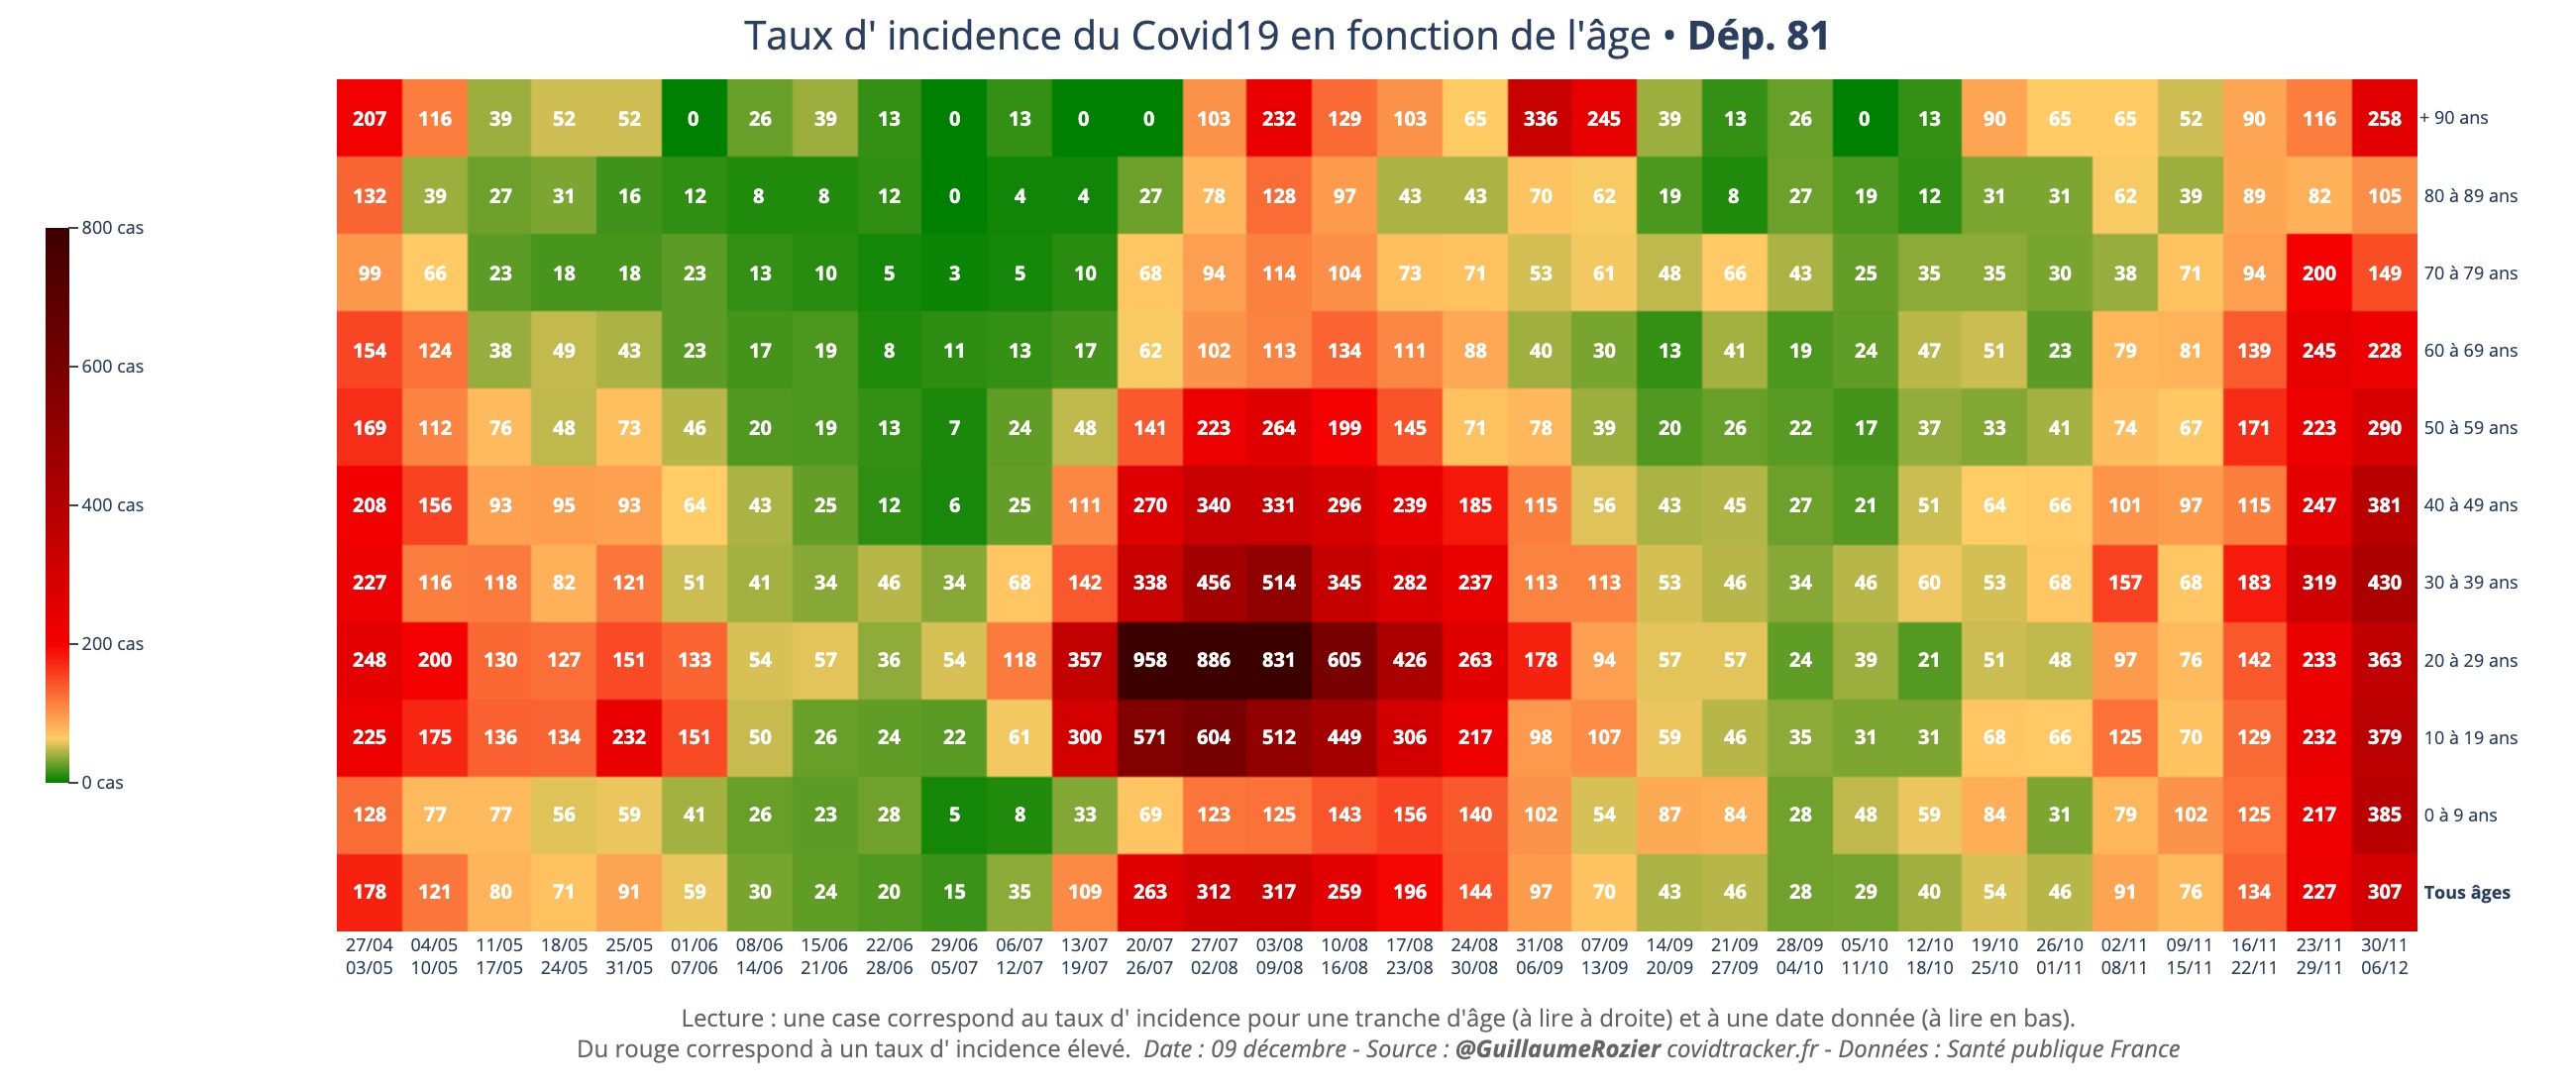 Taux d' incidence du Covid19 en fonction de l'âge • Dép. 81
800 cas
600 cas
400 cas
200 cas
0 cas
207 116 39 52 52 0 26 39 13 0 13 0 0 103 232 129 103 65 336 245 39 13 26 0 13 90 65 65 52 90 116 258 + 90 ans
132 39 27 31 16 12 8 8 12 0 4 4 27 78 128 97 43 43 70 62 19 8 27 19 12 31 31 62 39 89 82 105 80 à 89 ans
99 66 23 18 18 23 13 10 5 3 5 10 68 94 114 104 73 71 53 61 48 66 43 25 35 35 30 38 71 94 200 149 70 à 79 ans
154 124 38 49 43 23 17 19 8 11 13 17 62 102 113 134 111 88 40 30 13 41 19 24 47 51 23 79 81 139 245 228 60 à 69 ans
169 112 76 48 73 46 20 19 13 7 24 48 141 223 264 199 145 71 78 39 20 26 22 17 37 33 41 74 67 171 223 290 50 à 59 ans
208 156 93 95 93 64 43 25 12 6 25 111 270 340 331 296 239 185 115 56 43 45 27 21 51 64 66 101 97 115 247 381 40 à 49 ans
227 116 118 82 121 51 41 34 46 34 68 142 338 456 514 345 282 237 113 113 53 46 34 46 60 53 68 157 68 183 319 430 30 à 39 ans
248 200 130 127 151 133 54 57 36 54 118 357 958 886 831 605 426 263 178 94 57 57 24 39 21 51 48 97 76 142 233 363 20 à 29 ans
225 175 136 134 232 151 50 26 24 22 61 300 571 604 512 449 306 217 98 107 59 46 35 31 31 68 66 125 70 129 232 379 10 à 19 ans
128 77 77 56 59 41 26 23 28 5 8 33 69 123 125 143 156 140 102 54 87 84 28 48 59 84 31 79 102 125 217 385 0 à 9 ans
178 121 80 71 91 59 30 24 20 15 35 109 263 312 317 259 196 144 97 70 43 46 28 29 40 54 46 91 76 134 227 307 Tous âges
27/04 04/05 11/05 18/05 25/05 01/06 08/06 15/06 22/06 29/06 06/07 13/07 20/07 27/07 03/08 10/08 17/08 24/08 31/08 07/09 14/09 21/09 28/09 05/10 12/10 19/10 26/10 02/11 09/11 16/11 23/11 30/11
03/05 10/05 17/05 24/05 31/05 07/06 14/06 21/06 28/06 05/07 12/07 19/07 26/07 02/08 09/08 16/08 23/08 30/08 06/09 13/09 20/09 27/09 04/10 11/10 18/10 25/10 01/11 08/11 15/11 22/11 29/11 06/12
Lecture : une case correspond au taux d' incidence pour une tranche d'âge (à lire à droite) et à une date donnée (à lire en bas).
Du rouge correspond à un taux d' incidence élevé. Date : 09 décembre - Source : @GuillaumeRozier covidtracker.fr - Données : Santé publique France